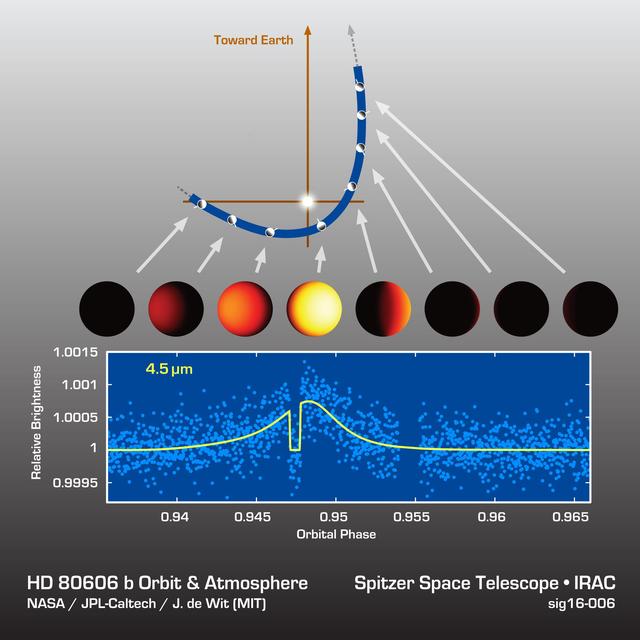 Toward Earth
1.0015
1.001
1.0005
1
0.9995
Relative Brightness
4.5 µm
0.94 0.945 0.95 0.955 0.96 0.965
Orbital Phase
HD 80606 b Orbit & Atmosphere
NASA / JPL-Caltech / J. de Wit (MIT)
Spitzer Space Telescope • IRAC
sig16-006